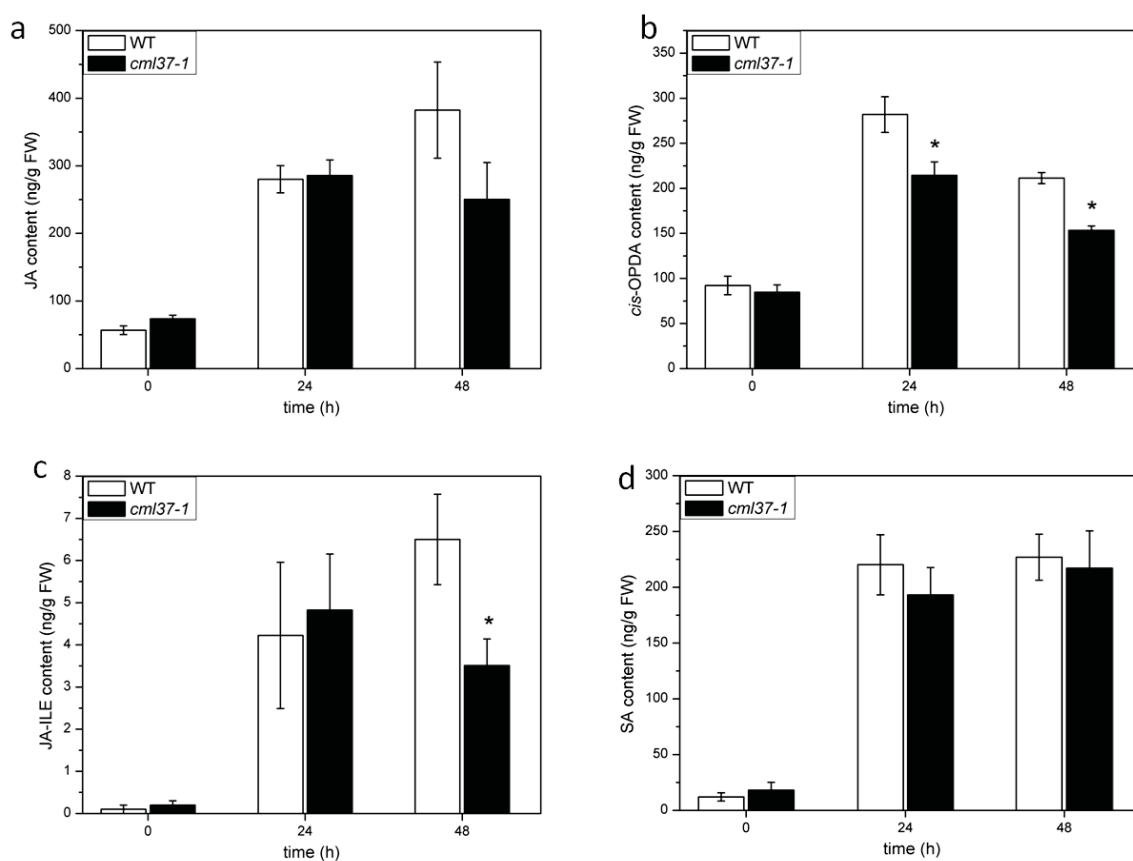 a
WT
cml37-1
JA content (ng/g FW)
500
400
300
200
100
0
0 24 48
time (h)
b
WT
cml37-1
cis-OPDA content (ng/g FW)
350
300
250
200
150
100
50
0
* *
0 24 48
time (h)
c
WT
cml37-1
JA-ILE content (ng/g FW)
8
7
6
5
4
3
2
1
0
*
0 24 48
time (h)
d
WT
cml37-1
SA content (ng/g FW)
300
250
200
150
100
50
0
0 24 48
time (h)